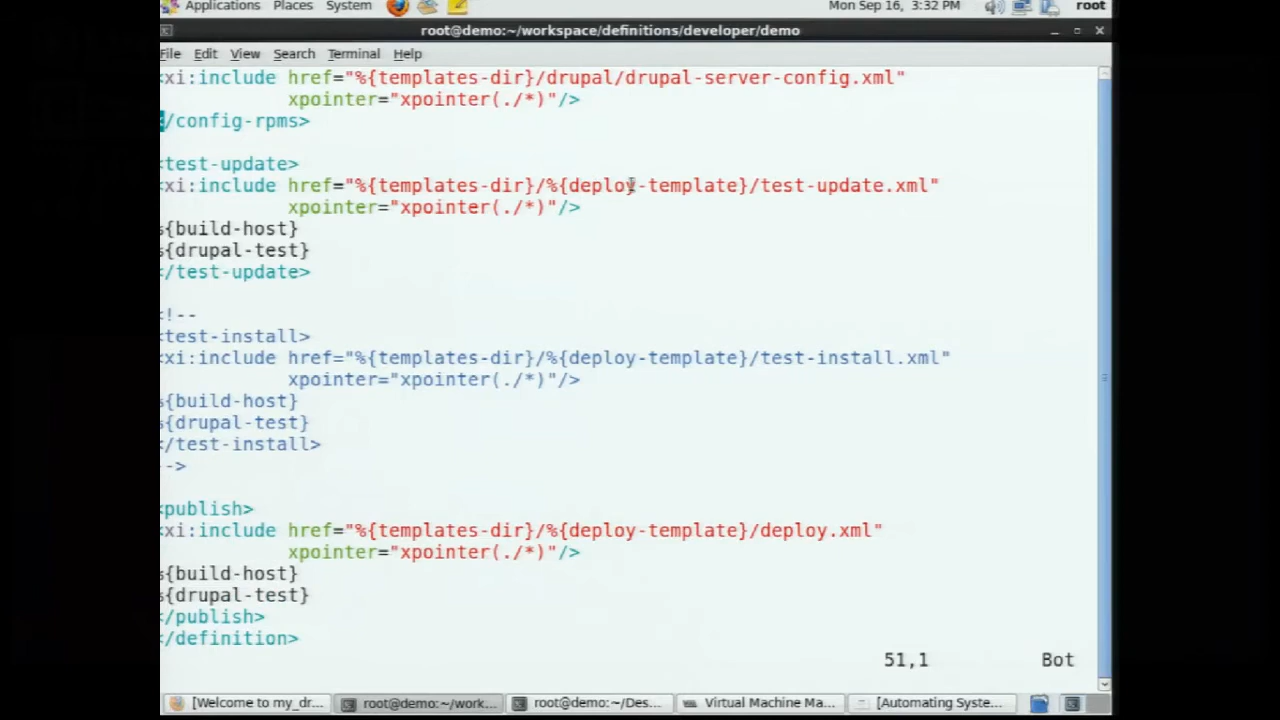 Applications Places System Mon Sep 16, 3:32 PM root
root@demo:~/workspace/definitions/developer/demo
File Edit View Search Terminal Help
<xi:include href="%{templates-dir}/drupal/drupal-server-config.xml"
xpointer="xpointer(./*)"/>
</config-rpms>
<test-update>
<xi:include href="%{templates-dir}/%{deploy-template}/test-update.xml"
xpointer="xpointer(./*)"/>
%{build-host}
%{drupal-test}
</test-update>
<!--
<test-install>
<xi:include href="%{templates-dir}/%{deploy-template}/test-install.xml"
xpointer="xpointer(./*)"/>
%{build-host}
%{drupal-test}
</test-install>
-->
<publish>
<xi:include href="%{templates-dir}/%{deploy-template}/deploy.xml"
xpointer="xpointer(./*)"/>
%{build-host}
%{drupal-test}
</publish>
</definition>
51,1 Bot
[Welcome to my_dr... root@demo:~/work... root@demo:~/Des... Virtual Machine Ma... [Automating Syste...